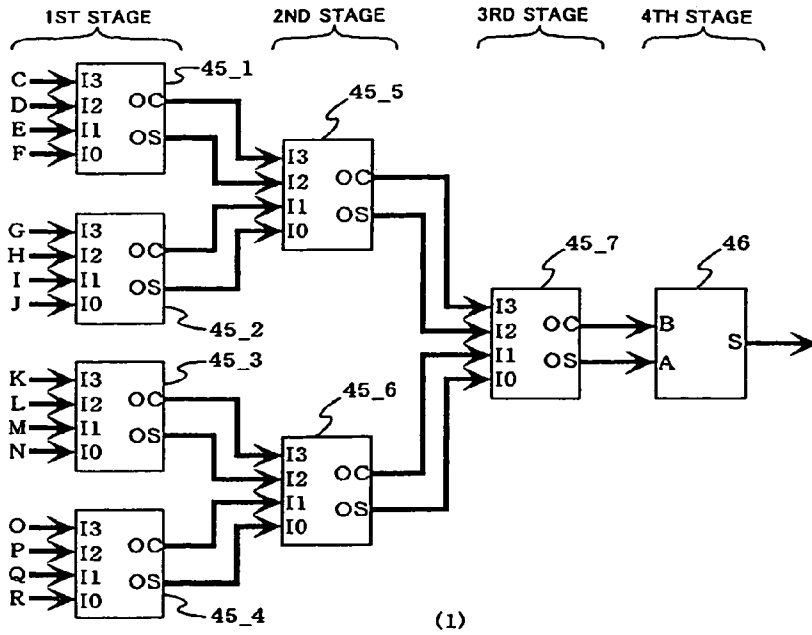 1ST STAGE 2ND STAGE 3RD STAGE 4TH STAGE
45_1
C I3
D I2 OC
E I1 OS
F I0
45_2
G I3
H I2 OC
I I1 OS
J I0
45_3
K I3
L I2 OC
M I1 OS
N I0
45_4
O I3
P I2 OC
Q I1 OS
R I0
45_5
I3
I2 OC
I1 OS
I0
45_6
I3
I2 OC
I1 OS
I0
45_7
I3
I2 OC
I1 OS
I0
46
B S
A
(1)